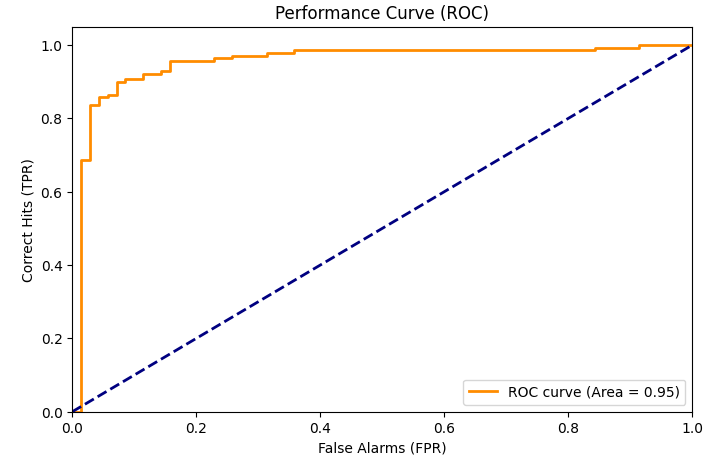 Performance Curve (ROC)
Correct Hits (TPR)
1.0
0.8
0.6
0.4
0.2
0.0
0.0 0.2 0.4 0.6 0.8 1.0
False Alarms (FPR)
ROC curve (Area = 0.95)